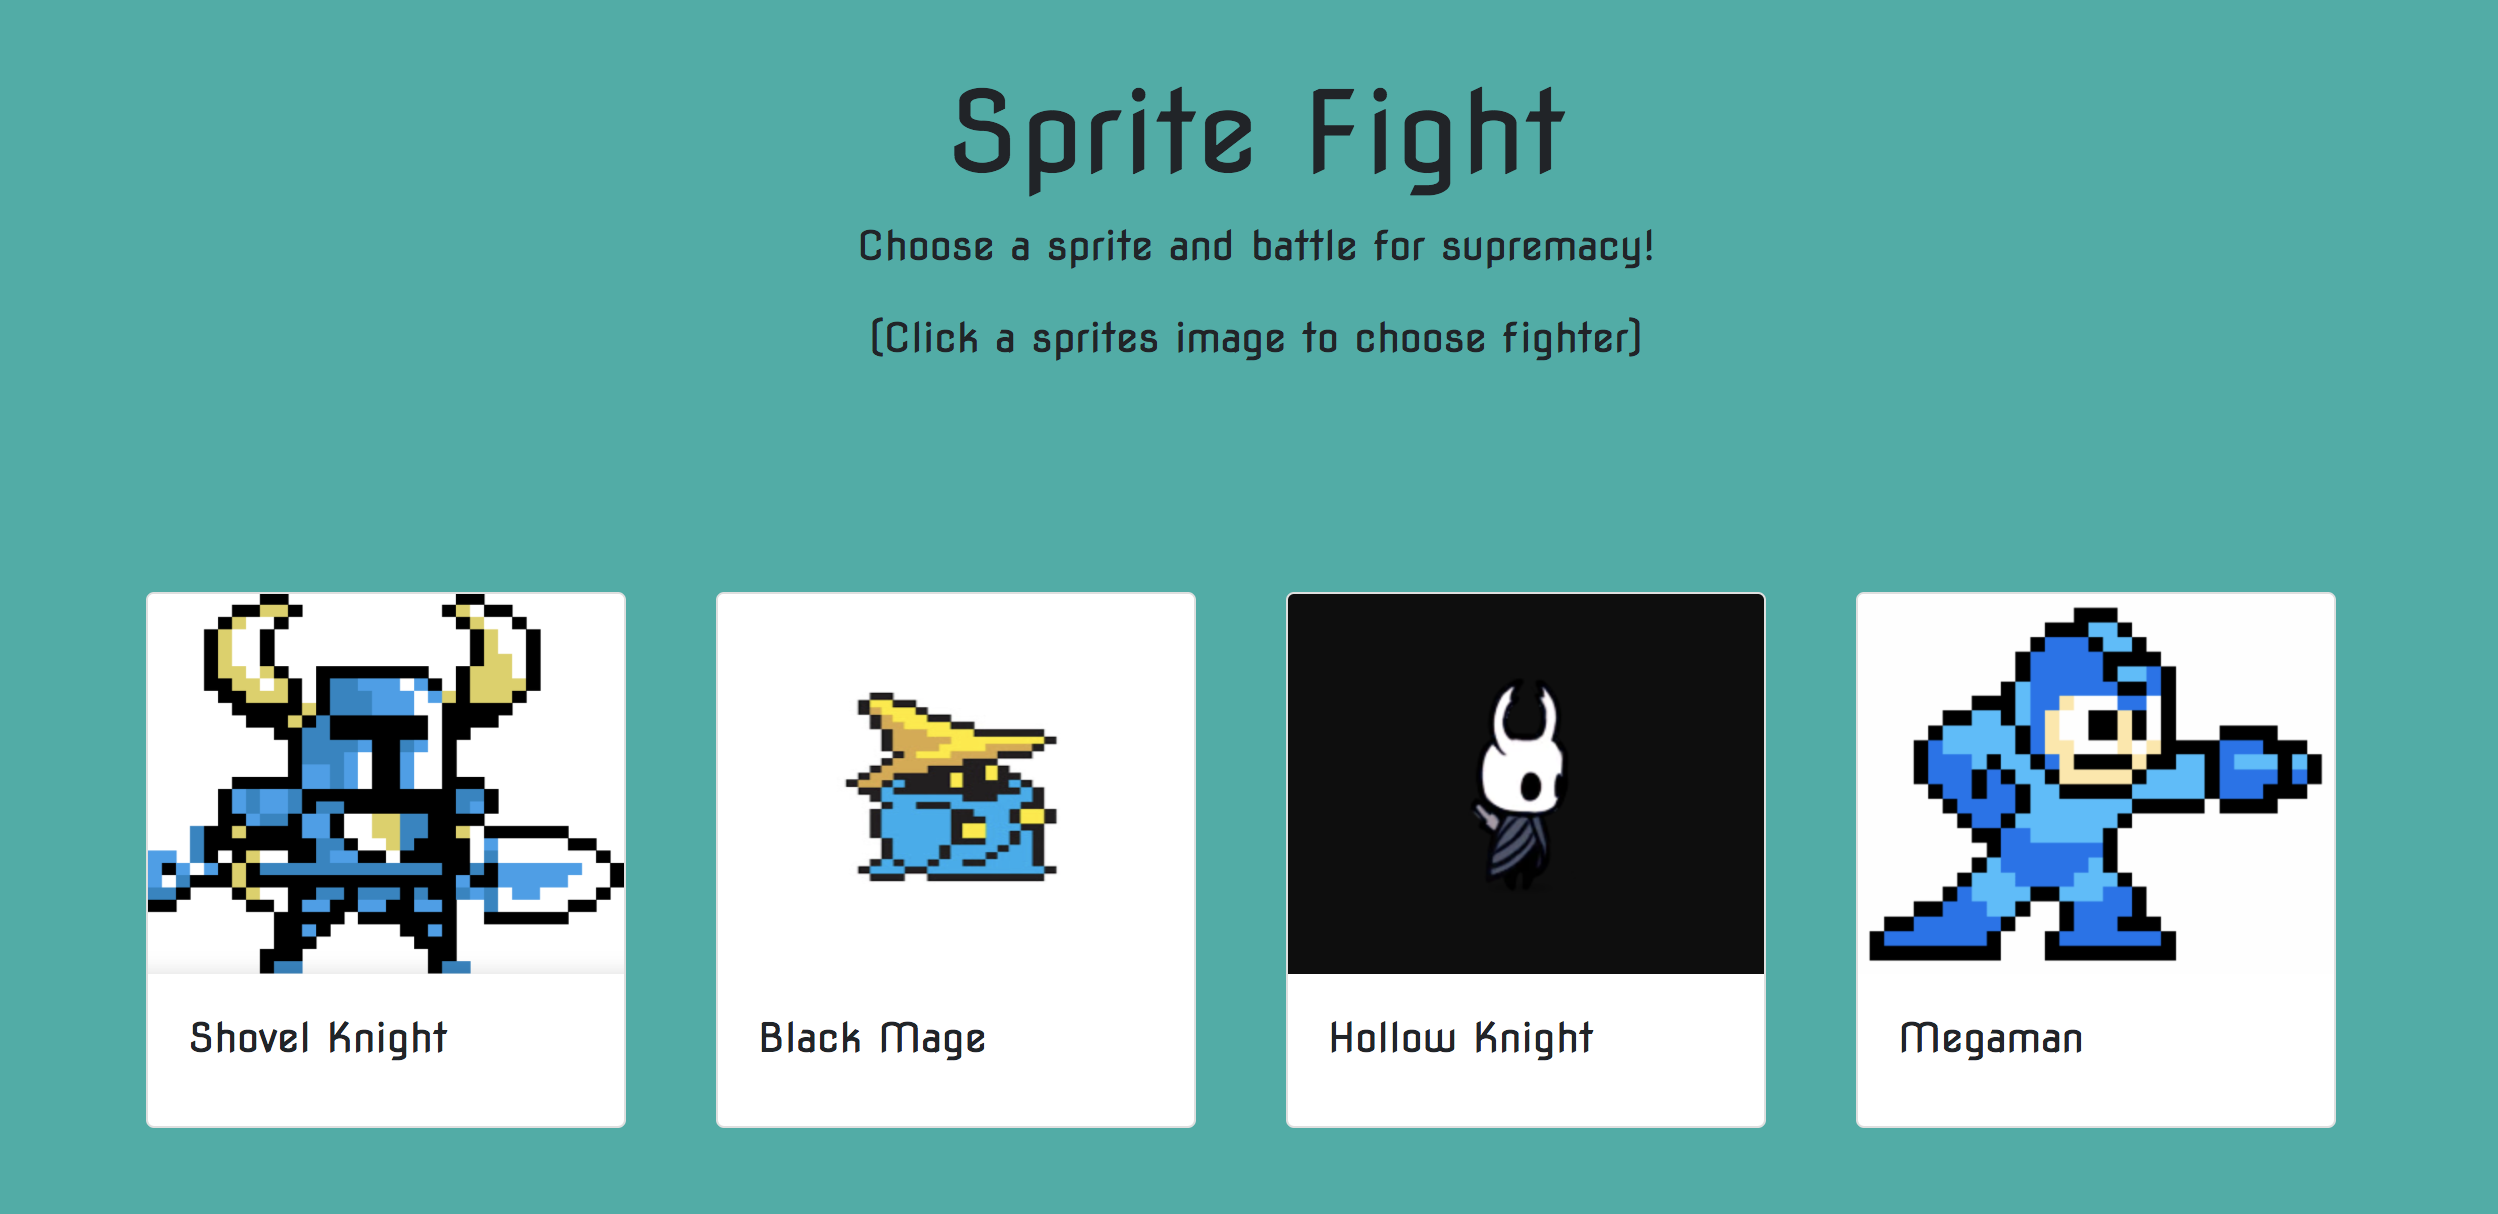 Sprite Fight
Choose a sprite and battle for supremacy!
(Click a sprites image to choose fighter)
Shovel Knight
Black Mage
Hollow Knight
Megaman